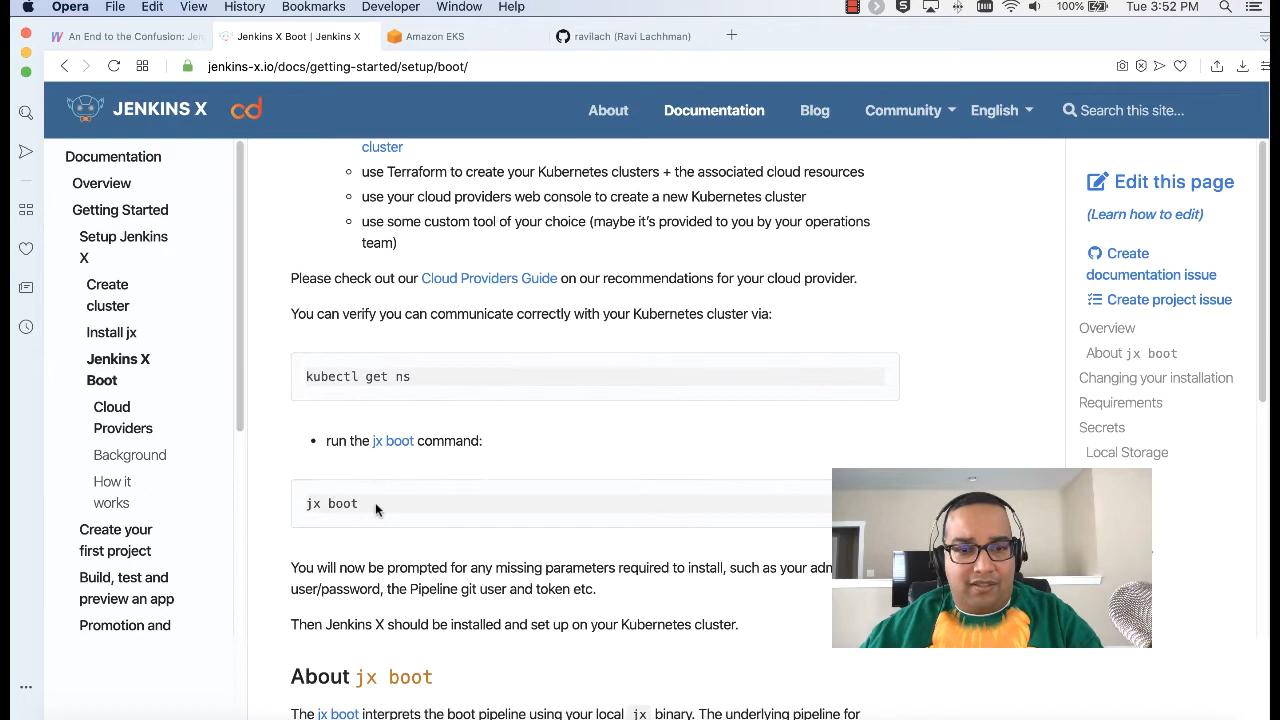 Opera File Edit View History Bookmarks Developer Window Help
100% Tue 3:52 PM
An End to the Confusion: Jen
Jenkins X Boot | Jenkins X
Amazon EKS
ravilach (Ravi Lachhman)
jenkins-x.io/docs/getting-started/setup/boot/
JENKINS X
cd
About Documentation Blog Community English
Search this site...
Documentation
Overview
Getting Started
Setup Jenkins
X
Create
cluster
Install jx
Jenkins X
Boot
Cloud
Providers
Background
How it
works
Create your
first project
Build, test and
preview an app
Promotion and
cluster
use Terraform to create your Kubernetes clusters + the associated cloud resources
use your cloud providers web console to create a new Kubernetes cluster
use some custom tool of your choice (maybe it's provided to you by your operations
team)
Please check out our Cloud Providers Guide on our recommendations for your cloud provider.
You can verify you can communicate correctly with your Kubernetes cluster via:
kubectl get ns
• run the jx boot command:
jx boot
You will now be prompted for any missing parameters required to install, such as your adm
user/password, the Pipeline git user and token etc.
Then Jenkins X should be installed and set up on your Kubernetes cluster.
About jx boot
The jx boot interprets the boot pipeline using your local jx binary. The underlying pipeline for
Edit this page
(Learn how to edit)
Create
documentation issue
Create project issue
Overview
About jx boot
Changing your installation
Requirements
Secrets
Local Storage